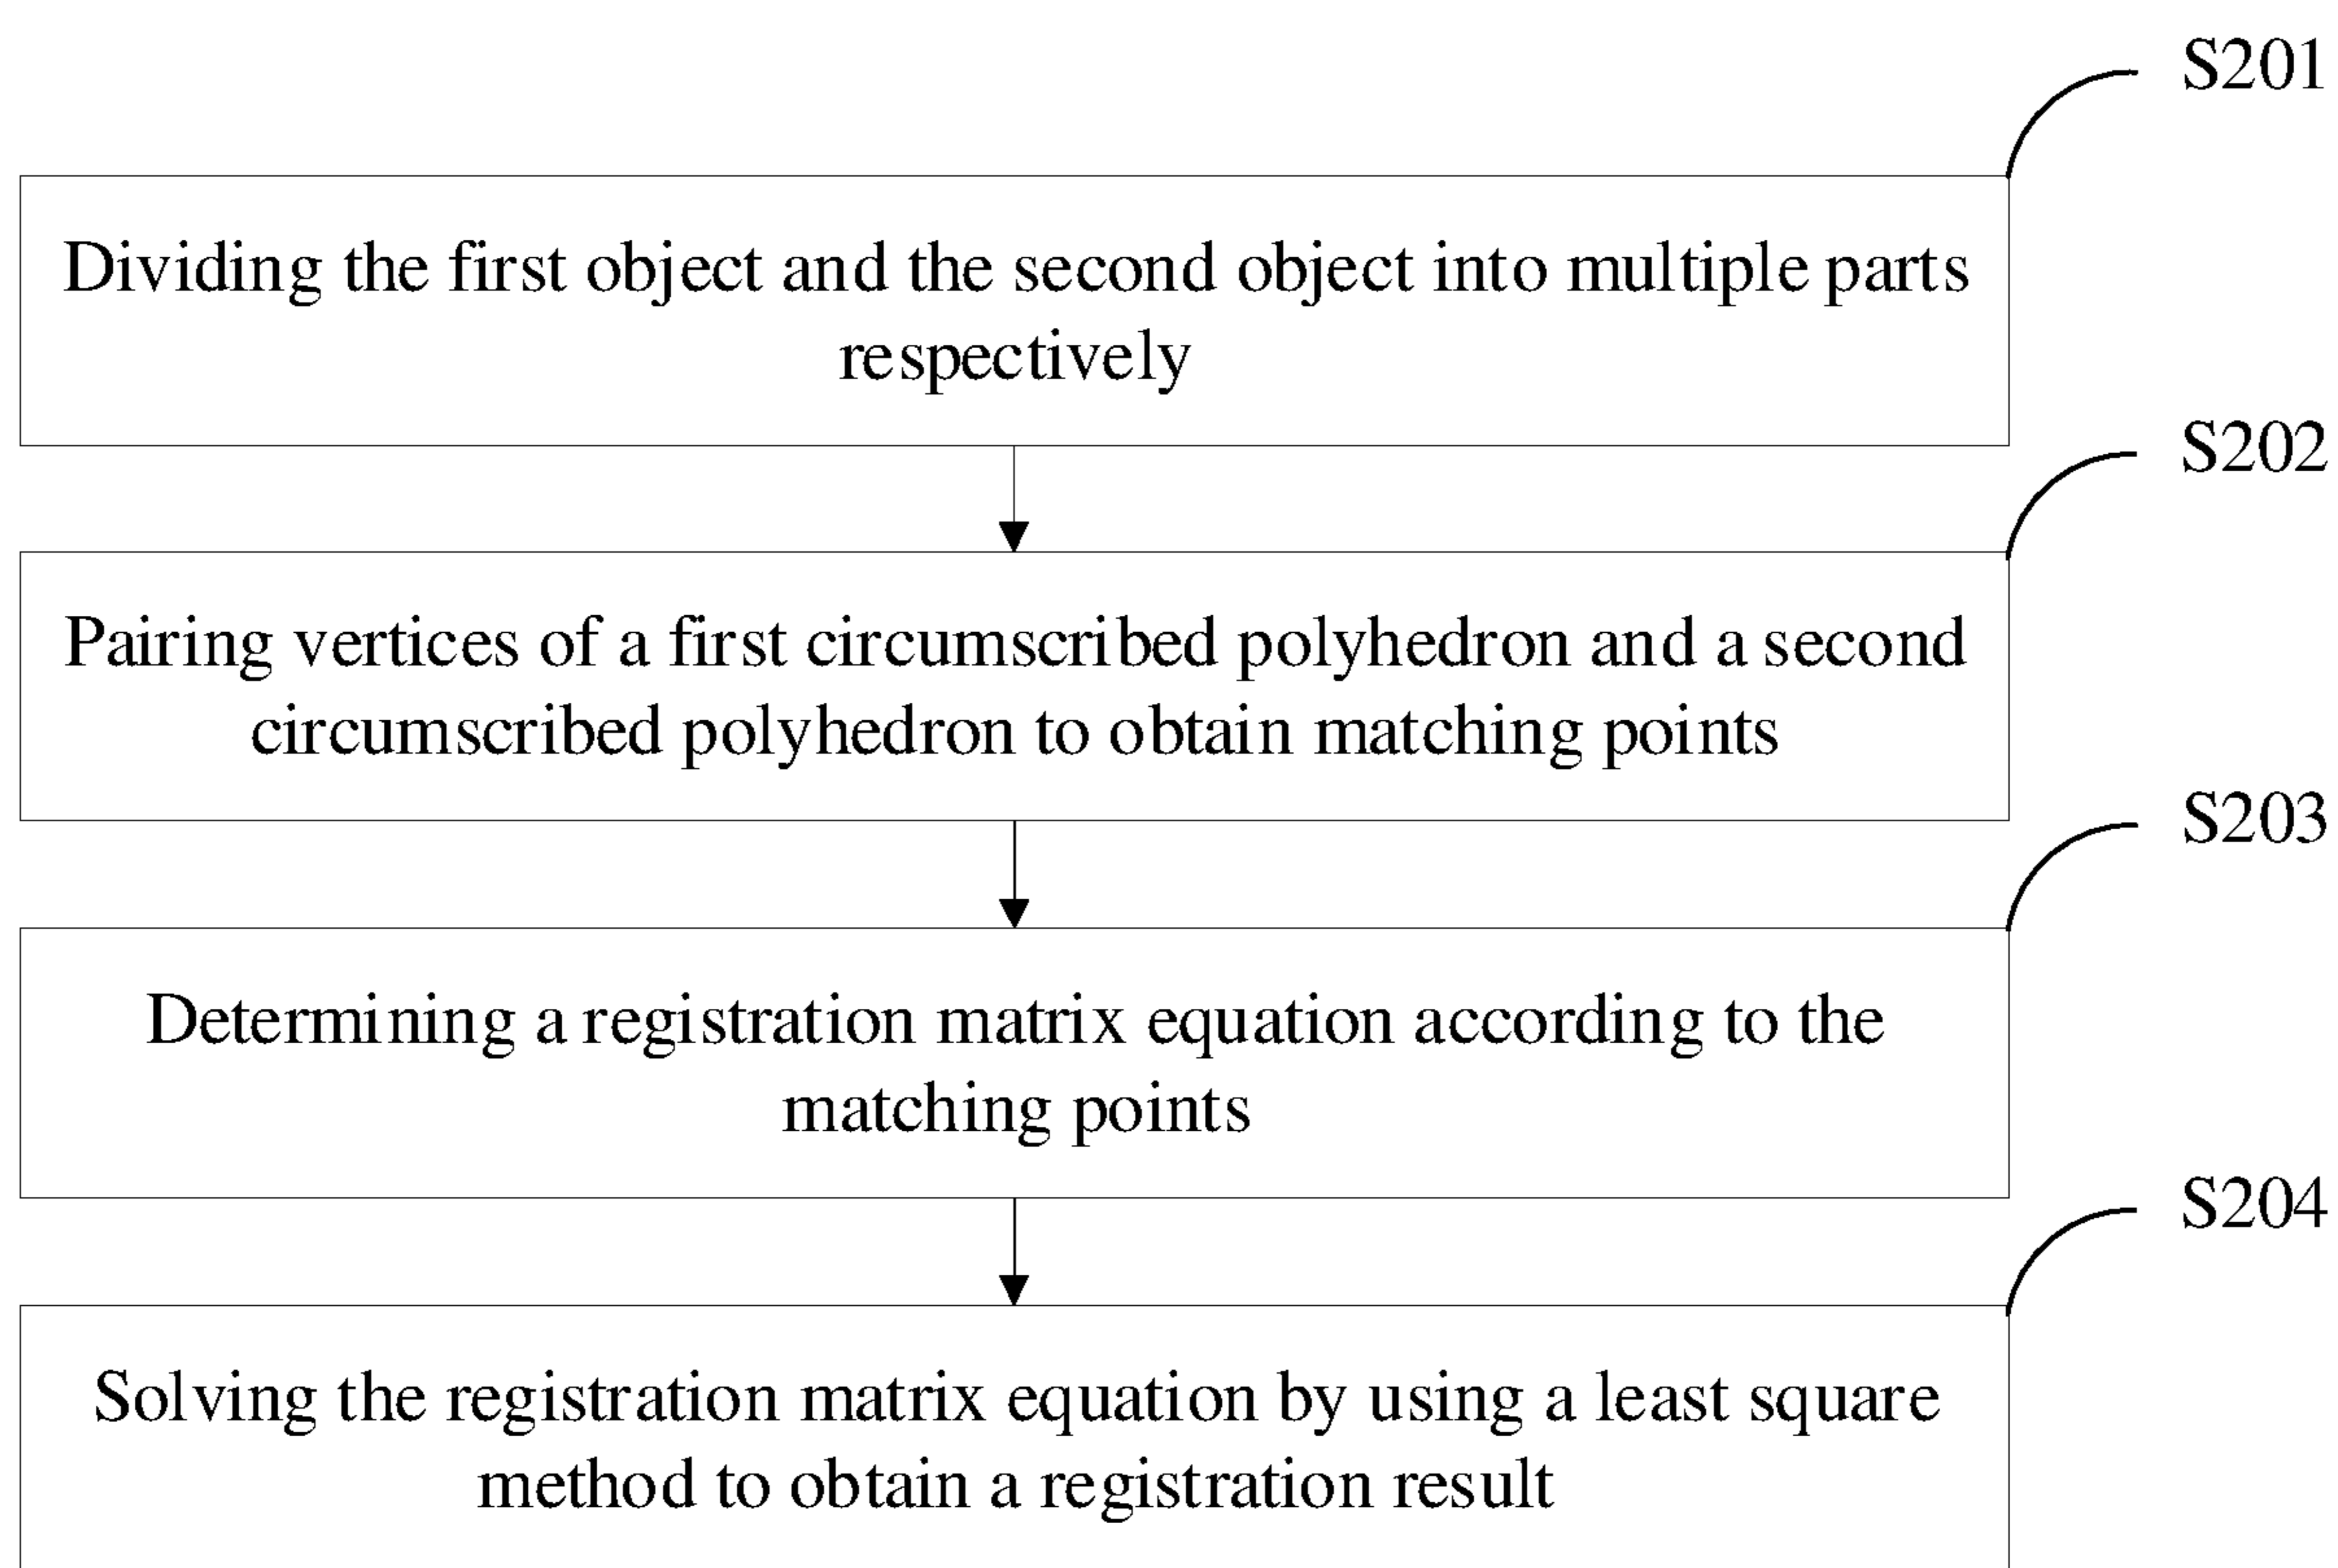 S201
Dividing the first object and the second object into multiple parts
respectively
S202
Pairing vertices of a first circumscribed polyhedron and a second
circumscribed polyhedron to obtain matching points
S203
Determining a registration matrix equation according to the
matching points
S204
Solving the registration matrix equation by using a least square
method to obtain a registration result